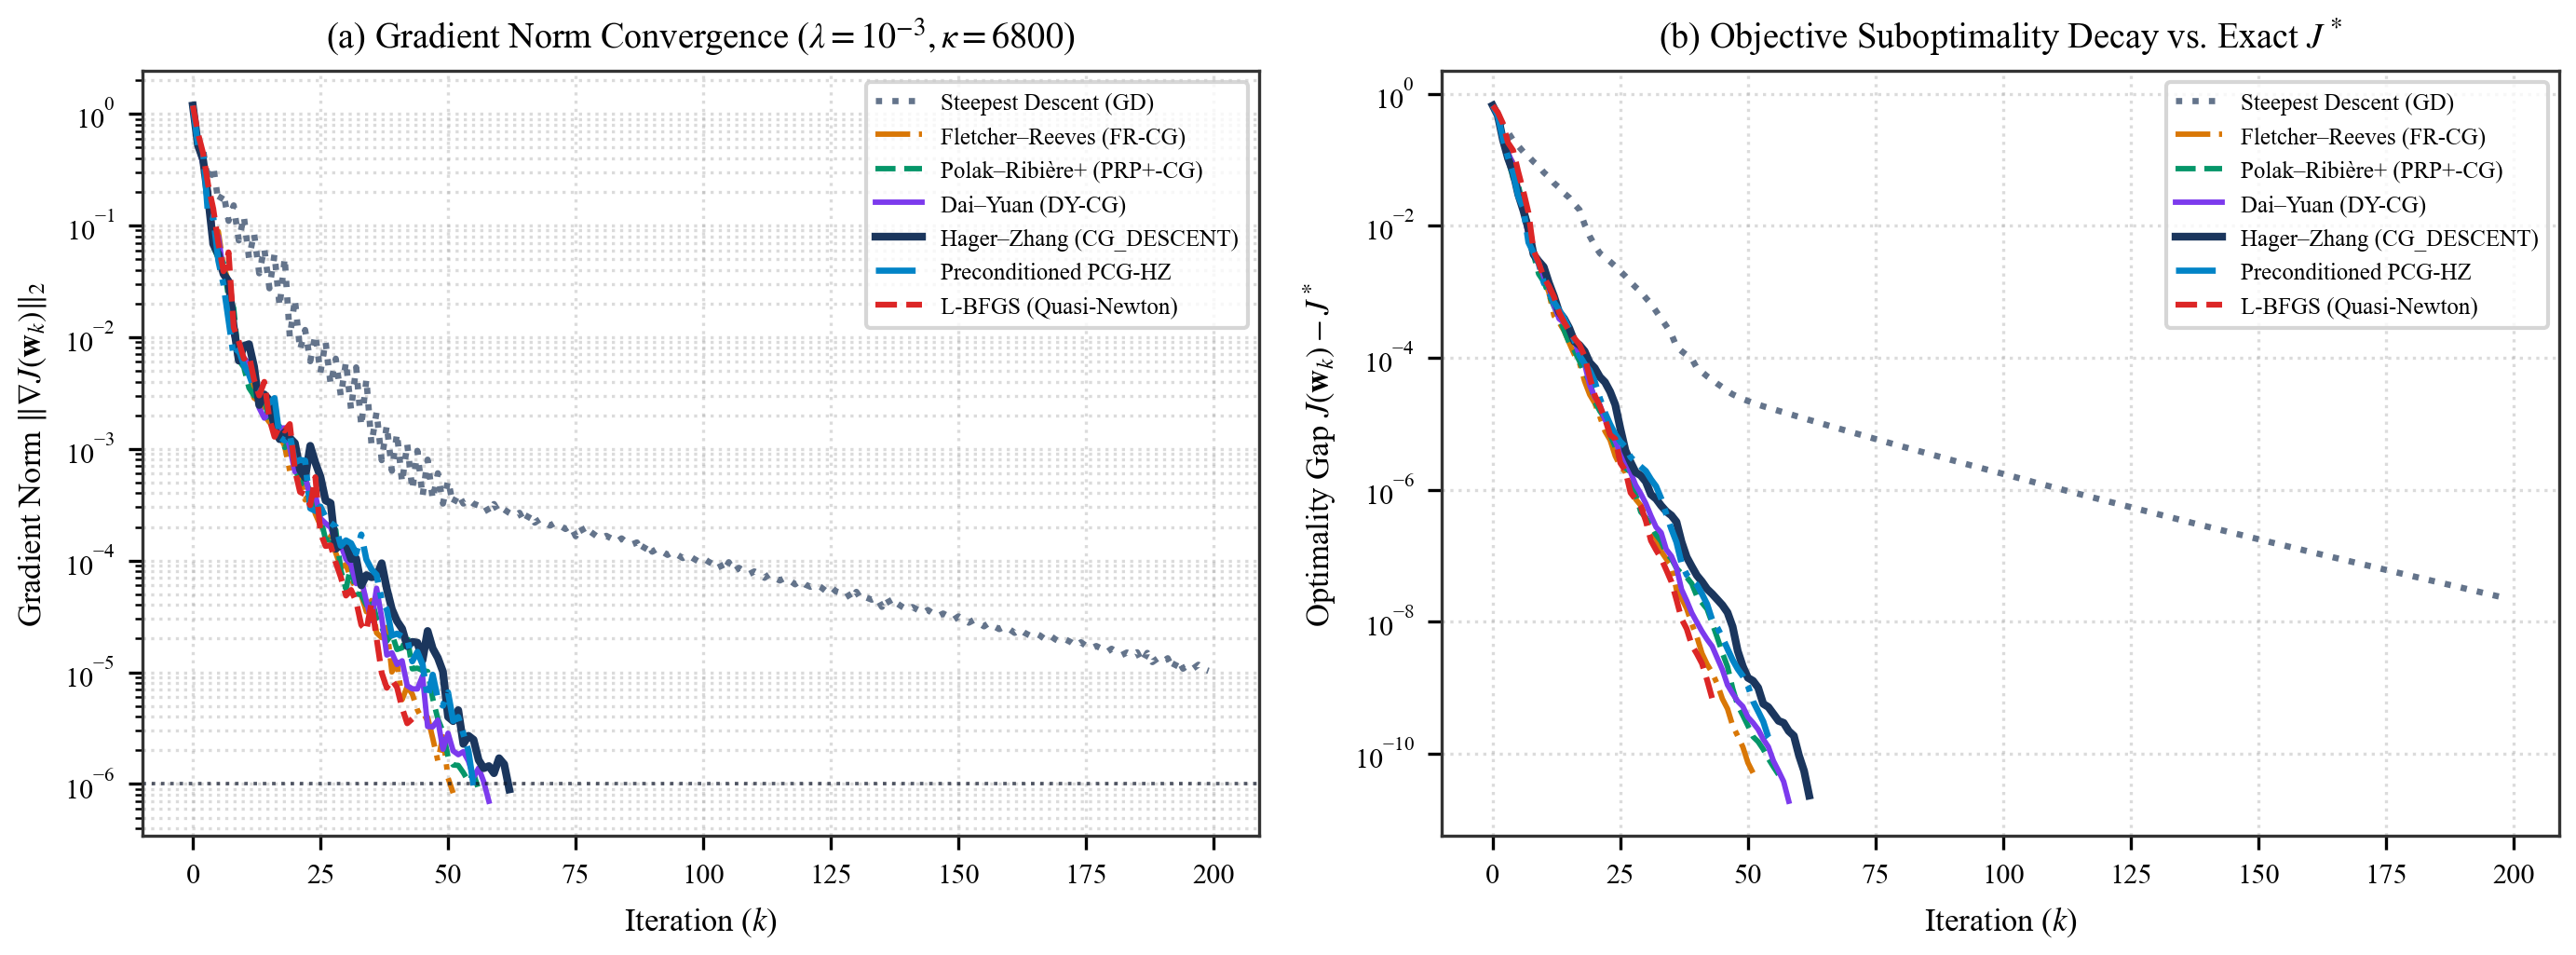 (a) Gradient Norm Convergence (λ = 10⁻³, κ = 6800)
Gradient Norm ||∇J(w_k)||₂
10⁰
10⁻¹
10⁻²
10⁻³
10⁻⁴
10⁻⁵
10⁻⁶
Steepest Descent (GD)
Fletcher–Reeves (FR-CG)
Polak–Ribière+ (PRP+-CG)
Dai–Yuan (DY-CG)
Hager–Zhang (CG_DESCENT)
Preconditioned PCG-HZ
L-BFGS (Quasi-Newton)
0 25 50 75 100 125 150 175 200
Iteration (k)
(b) Objective Suboptimality Decay vs. Exact J*
Optimality Gap J(w_k) − J*
10⁰
10⁻²
10⁻⁴
10⁻⁶
10⁻⁸
10⁻¹⁰
Steepest Descent (GD)
Fletcher–Reeves (FR-CG)
Polak–Ribière+ (PRP+-CG)
Dai–Yuan (DY-CG)
Hager–Zhang (CG_DESCENT)
Preconditioned PCG-HZ
L-BFGS (Quasi-Newton)
0 25 50 75 100 125 150 175 200
Iteration (k)